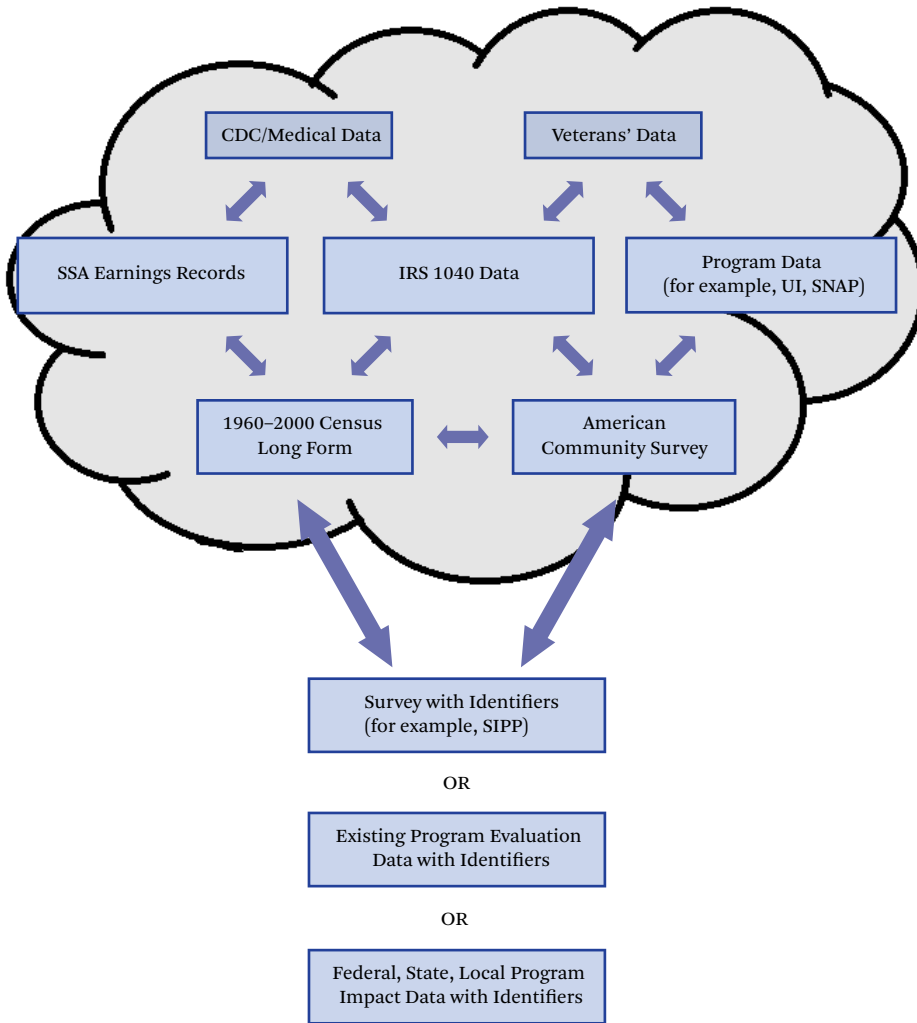 CDC/Medical Data
Veterans’ Data
SSA Earnings Records
IRS 1040 Data
Program Data
(for example, UI, SNAP)
1960–2000 Census
Long Form
American
Community Survey
Survey with Identifiers
(for example, SIPP)
OR
Existing Program Evaluation
Data with Identifiers
OR
Federal, State, Local Program
Impact Data with Identifiers